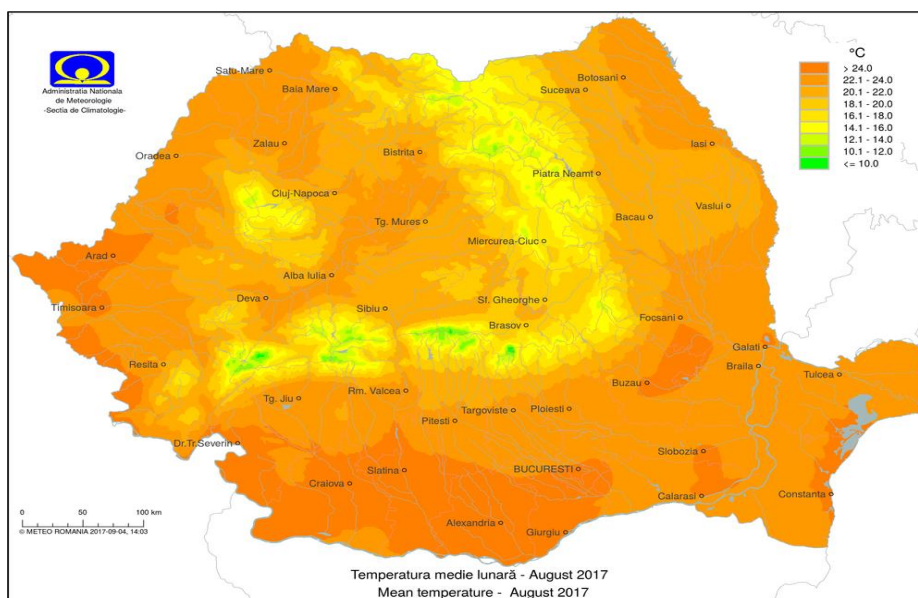 Administratia Nationala
de Meteorologie
-Sectia de Climatologie-
°C
> 24.0
22.1 - 24.0
20.1 - 22.0
18.1 - 20.0
16.1 - 18.0
14.1 - 16.0
12.1 - 14.0
10.1 - 12.0
<= 10.0
Satu-Mare
Baia Mare
Botosani
Suceava
Zalau
Iasi
Oradea
Bistrita
Piatra Neamt
Cluj-Napoca
Vaslui
Tg. Mures
Bacau
Miercurea-Ciuc
Arad
Alba Iulia
Deva
Sf. Gheorghe
Timisoara
Sibiu
Focsani
Brasov
Galati
Resita
Braila
Tulcea
Buzau
Rm. Valcea
Tg. Jiu
Targoviste
Ploiesti
Pitesti
Dr.Tr.Severin
Slobozia
Slatina
BUCURESTI
Craiova
Calarasi
Constanta
Alexandria
Giurgiu
0 50 100 km
© METEO ROMANIA 2017-09-04, 14:03
Temperatura medie lunară - August 2017
Mean temperature - August 2017